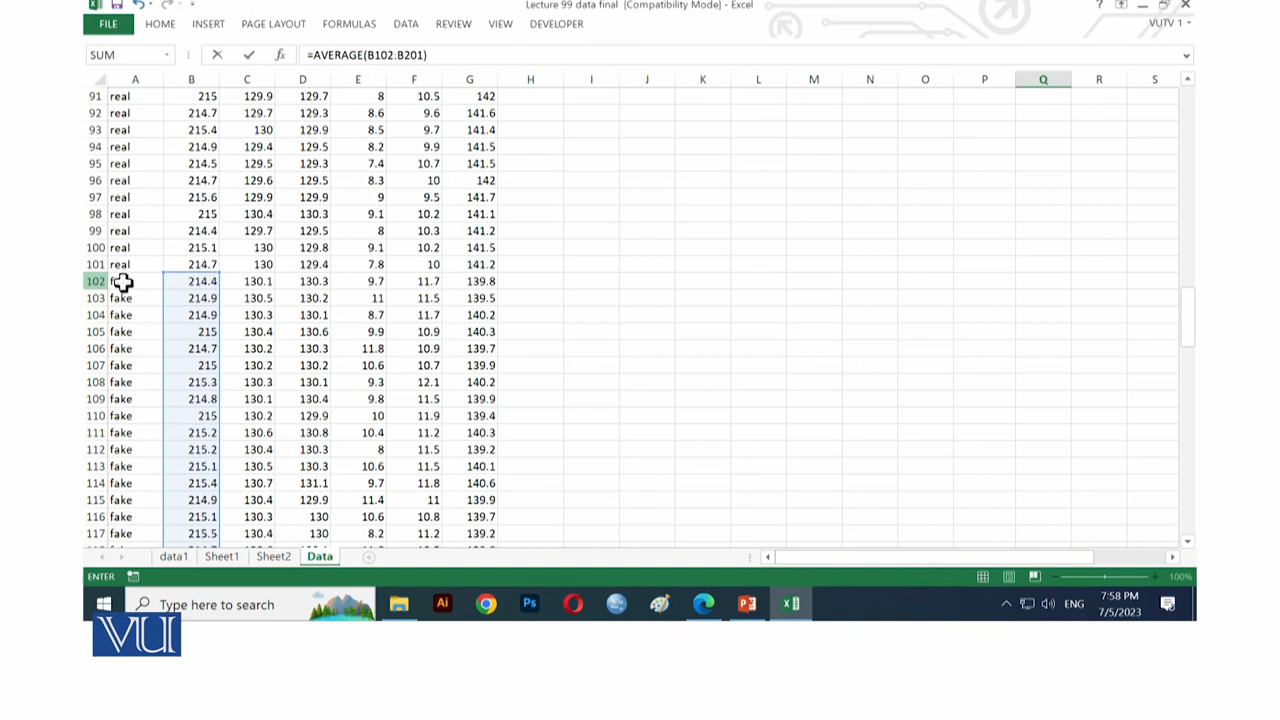 Lecture 99 data final [Compatibility Mode] - Excel
FILE HOME INSERT PAGE LAYOUT FORMULAS DATA REVIEW VIEW DEVELOPER VUTV 1
SUM =AVERAGE(B102:B201)
A B C D E F G H I J K L M N O P Q R S
91 real 215 129.9 129.7 8 10.5 142
92 real 214.7 129.7 129.3 8.6 9.6 141.6
93 real 215.4 130 129.9 8.5 9.7 141.4
94 real 214.9 129.4 129.5 8.2 9.9 141.5
95 real 214.5 129.5 129.3 7.4 10.7 141.5
96 real 214.7 129.6 129.5 8.3 10 142
97 real 215.6 129.9 129.9 9 9.5 141.7
98 real 215 130.4 130.3 9.1 10.2 141.1
99 real 214.4 129.7 129.5 8 10.3 141.2
100 real 215.1 130 129.8 9.1 10.2 141.5
101 real 214.7 130 129.4 7.8 10 141.2
102 214.4 130.1 130.3 9.7 11.7 139.8
103 fake 214.9 130.5 130.2 11 11.5 139.5
104 fake 214.9 130.3 130.1 8.7 11.7 140.2
105 fake 215 130.4 130.6 9.9 10.9 140.3
106 fake 214.7 130.2 130.3 11.8 10.9 139.7
107 fake 215 130.2 130.2 10.6 10.7 139.9
108 fake 215.3 130.3 130.1 9.3 12.1 140.2
109 fake 214.8 130.1 130.4 9.8 11.5 139.9
110 fake 215 130.2 129.9 10 11.9 139.4
111 fake 215.2 130.6 130.8 10.4 11.2 140.3
112 fake 215.2 130.4 130.3 8 11.5 139.2
113 fake 215.1 130.5 130.3 10.6 11.5 140.1
114 fake 215.4 130.7 131.1 9.7 11.8 140.6
115 fake 214.9 130.4 129.9 11.4 11 139.9
116 fake 215.1 130.3 130 10.6 10.8 139.7
117 fake 215.5 130.4 130 8.2 11.2 139.2
data1 Sheet1 Sheet2 Data
ENTER 100%
Type here to search Ai Ps ENG 7:58 PM
7/5/2023
VU